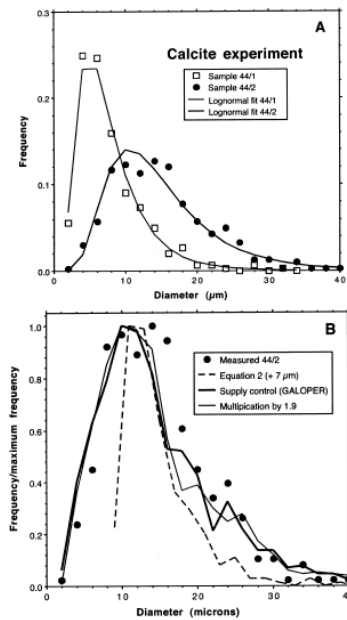 A
Calcite experiment
Sample 44/1
Sample 44/2
Lognormal fit 44/1
Lognormal fit 44/2
Frequency
0.3
0.2
0.1
0.0
0 10 20 30 40
Diameter (µm)
B
Measured 44/2
Equation 2 (+ 7 µm)
Supply control (GALOPER)
Multipication by 1.9
Frequency/maximum frequency
1.0
0.8
0.6
0.4
0.2
0.0
0 10 20 30 40
Diameter (microns)